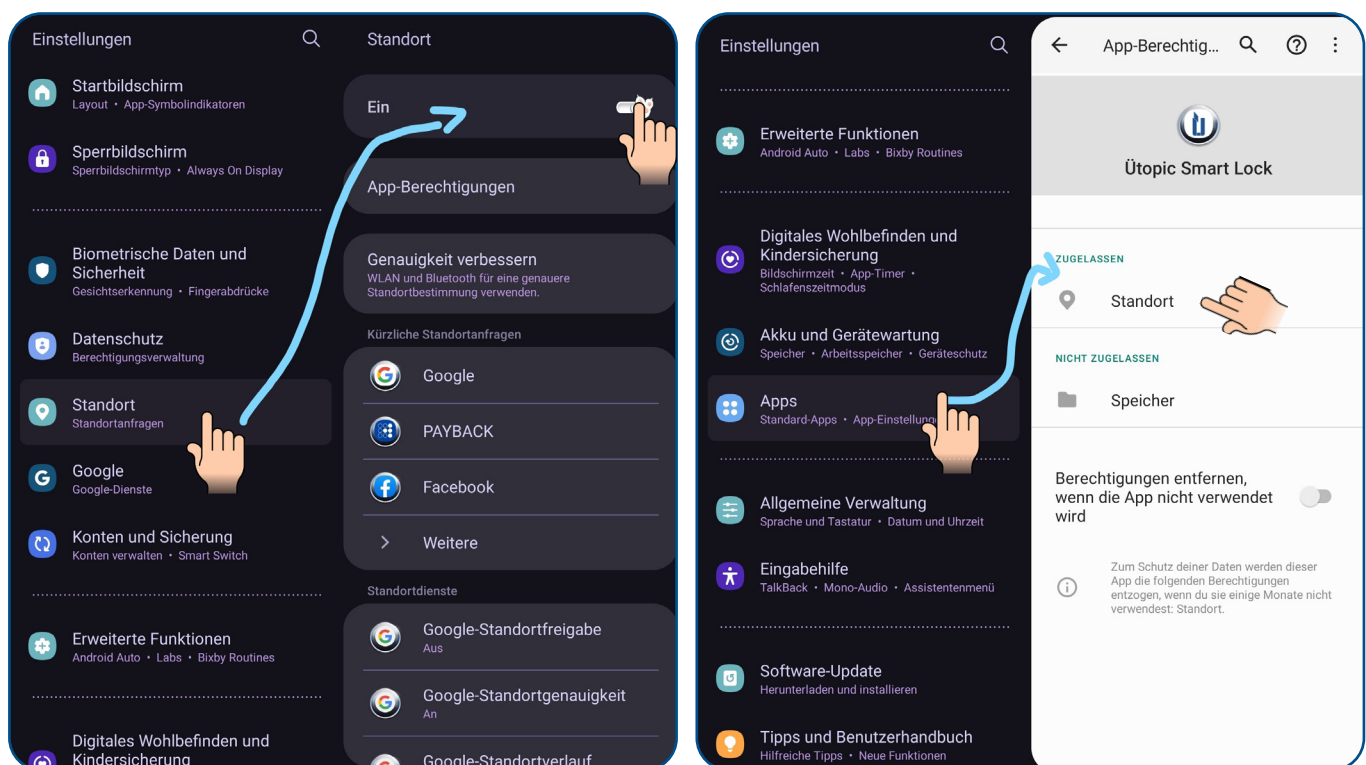 Einstellungen
Startbildschirm
Layout • App-Symbolindikatoren
Sperrbildschirm
Sperrbildschirmtyp • Always On Display
Biometrische Daten und
Sicherheit
Gesichtserkennung • Fingerabdrücke
Datenschutz
Berechtigungsverwaltung
Standort
Standortanfragen
Google
Google-Dienste
Konten und Sicherung
Konten verwalten • Smart Switch
Erweiterte Funktionen
Android Auto • Labs • Bixby Routines
Digitales Wohlbefinden und
Kindersicherung
Standort
Ein
App-Berechtigungen
Genauigkeit verbessern
WLAN und Bluetooth für eine genauere
Standortbestimmung verwenden.
Kürzliche Standortanfragen
Google
PAYBACK
Facebook
Weitere
Standortdienste
Google-Standortfreigabe
Aus
Google-Standortgenauigkeit
An
Google-Standortverlauf
Einstellungen
Erweiterte Funktionen
Android Auto • Labs • Bixby Routines
Digitales Wohlbefinden und
Kindersicherung
Bildschirmzeit • App-Timer •
Schlafenszeitmodus
Akku und Gerätewartung
Speicher • Arbeitsspeicher • Geräteschutz
Apps
Standard-Apps • App-Einstellung
Allgemeine Verwaltung
Sprache und Tastatur • Datum und Uhrzeit
Eingabehilfe
TalkBack • Mono-Audio • Assistentenmenü
Software-Update
Herunterladen und installieren
Tipps und Benutzerhandbuch
Hilfreiche Tipps • Neue Funktionen
App-Berechtig...
Ütopic Smart Lock
ZUGELASSEN
Standort
NICHT ZUGELASSEN
Speicher
Berechtigungen entfernen,
wenn die App nicht verwendet
wird
Zum Schutz deiner Daten werden dieser
App die folgenden Berechtigungen
entzogen, wenn du sie einige Monate nicht
verwendest: Standort.